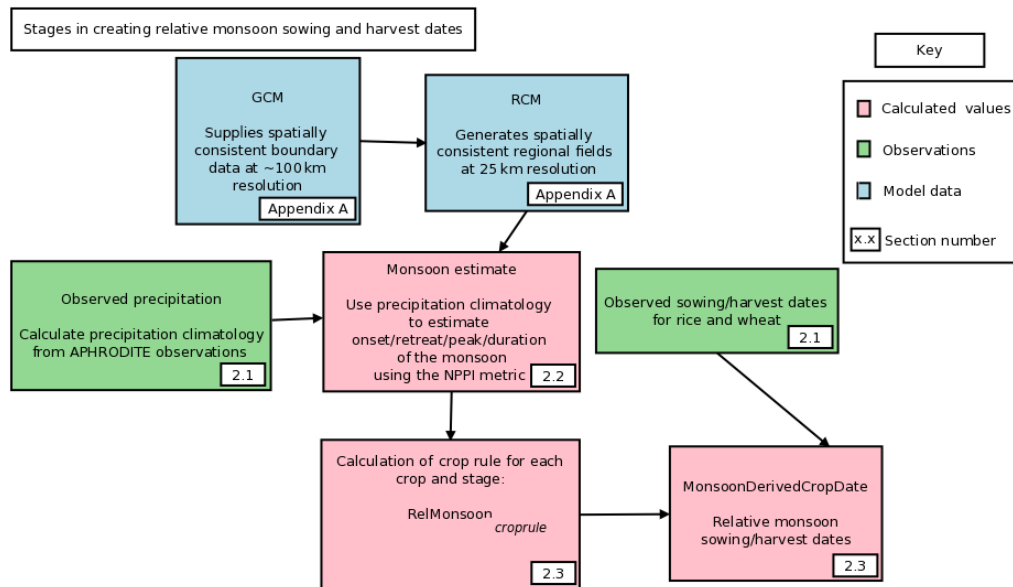 Stages in creating relative monsoon sowing and harvest dates
Key
GCM
Supplies spatially
consistent boundary
data at ~100 km
resolution
Appendix A
RCM
Generates spatially
consistent regional fields
at 25 km resolution
Appendix A
Calculated values
Observations
Model data
x.x Section number
Observed precipitation
Calculate precipitation climatology
from APHRODITE observations
2.1
Monsoon estimate
Use precipitation climatology
to estimate
onset/retreat/peak/duration
of the monsoon
using the NPPI metric
2.2
Observed sowing/harvest dates
for rice and wheat
2.1
Calculation of crop rule for each
crop and stage:
RelMonsoon croprule
2.3
MonsoonDerivedCropDate
Relative monsoon
sowing/harvest dates
2.3